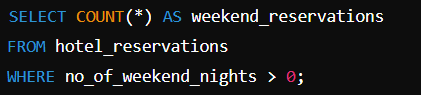 SELECT COUNT(*) AS weekend_reservations
FROM hotel_reservations
WHERE no_of_weekend_nights > 0;